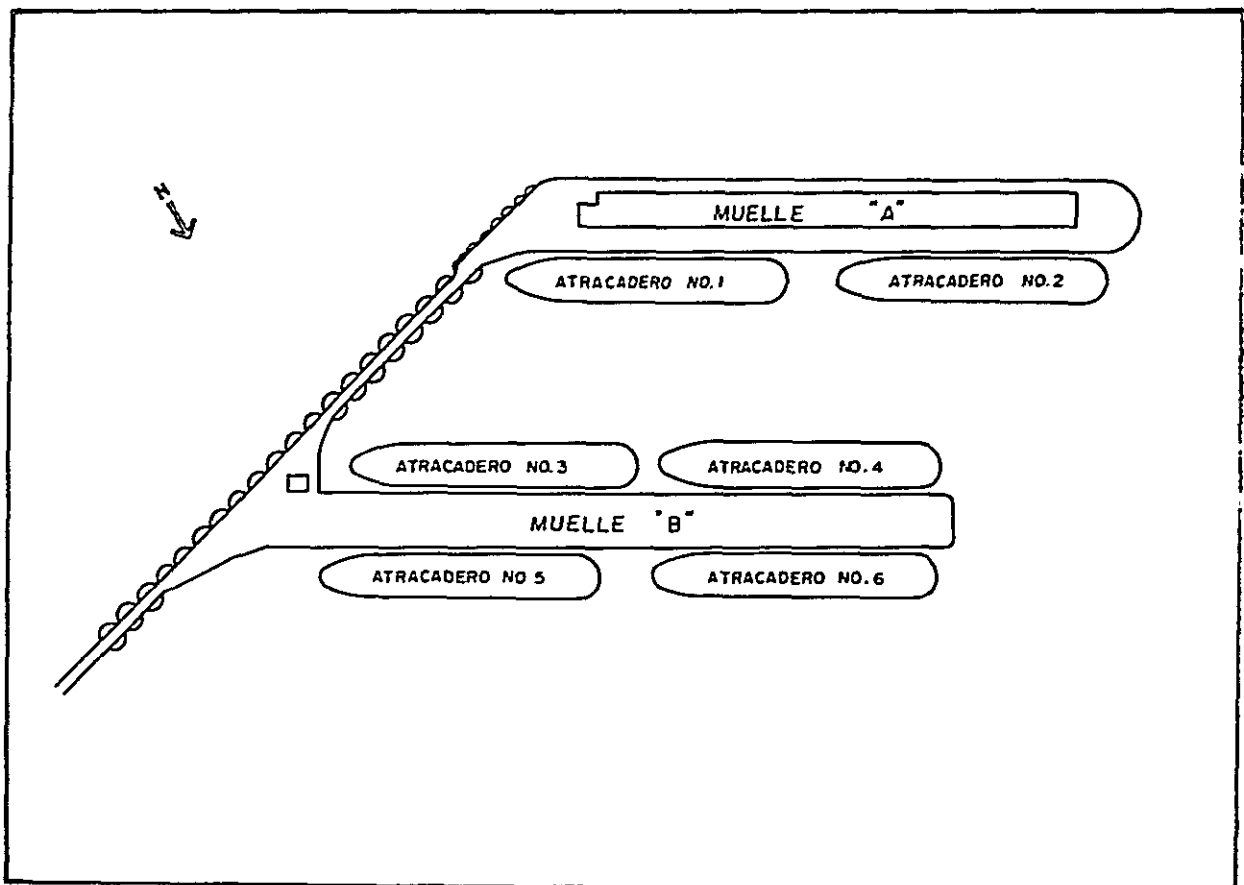 N
MUELLE "A"
ATRACADERO NO.1
ATRACADERO NO.2
ATRACADERO NO.3
ATRACADERO NO.4
MUELLE "B"
ATRACADERO NO 5
ATRACADERO NO.6